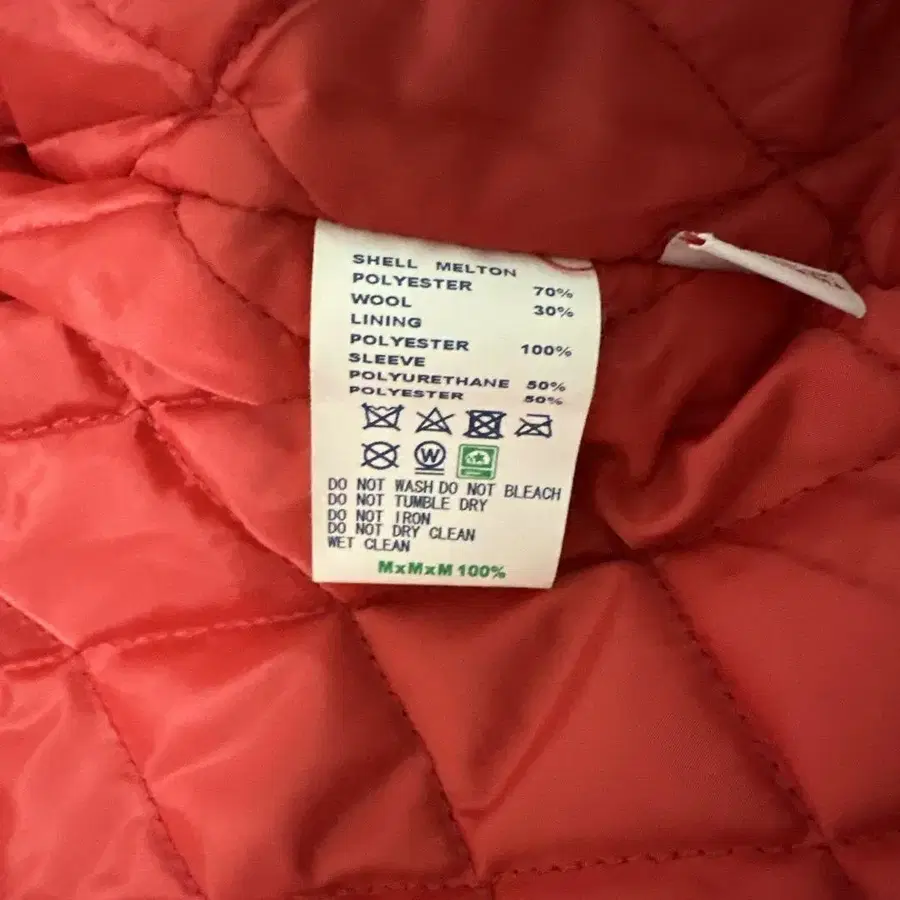 SHELL MELTON
POLYESTER 70%
WOOL 30%
LINING
POLYESTER 100%
SLEEVE
POLYURETHANE 50%
POLYESTER 50%
W
DO NOT WASH DO NOT BLEACH
DO NOT TUMBLE DRY
DO NOT IRON
DO NOT DRY CLEAN
WET CLEAN
MxMxM 100%